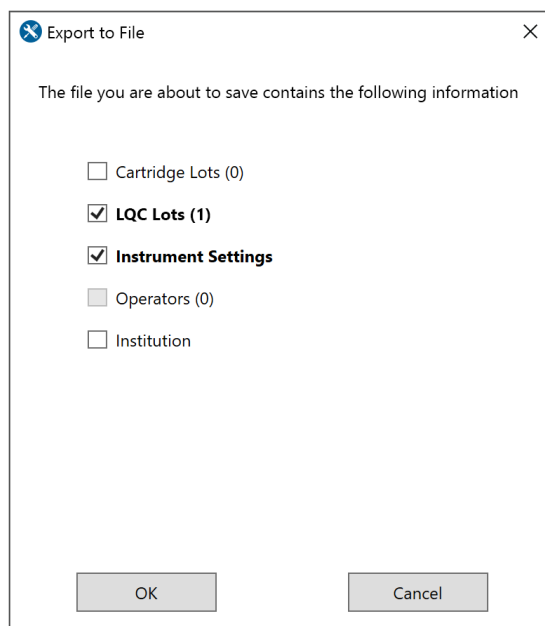 Export to File
The file you are about to save contains the following information
Cartridge Lots (0)
LQC Lots (1)
Instrument Settings
Operators (0)
Institution
OK Cancel